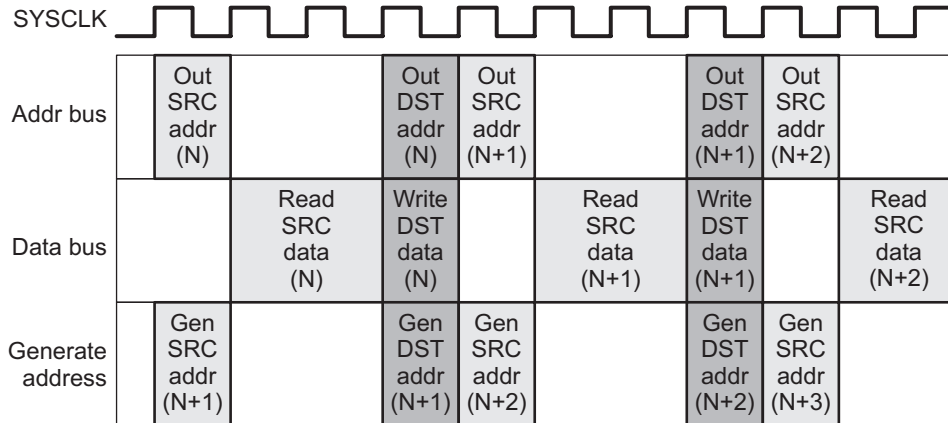 SYSCLK
Addr bus
Out
SRC
addr
(N)
Out
DST
addr
(N)
Out
SRC
addr
(N+1)
Out
DST
addr
(N+1)
Out
SRC
addr
(N+2)
Data bus
Read
SRC
data
(N)
Write
DST
data
(N)
Read
SRC
data
(N+1)
Write
DST
data
(N+1)
Read
SRC
data
(N+2)
Generate
address
Gen
SRC
addr
(N+1)
Gen
DST
addr
(N+1)
Gen
SRC
addr
(N+2)
Gen
DST
addr
(N+2)
Gen
SRC
addr
(N+3)